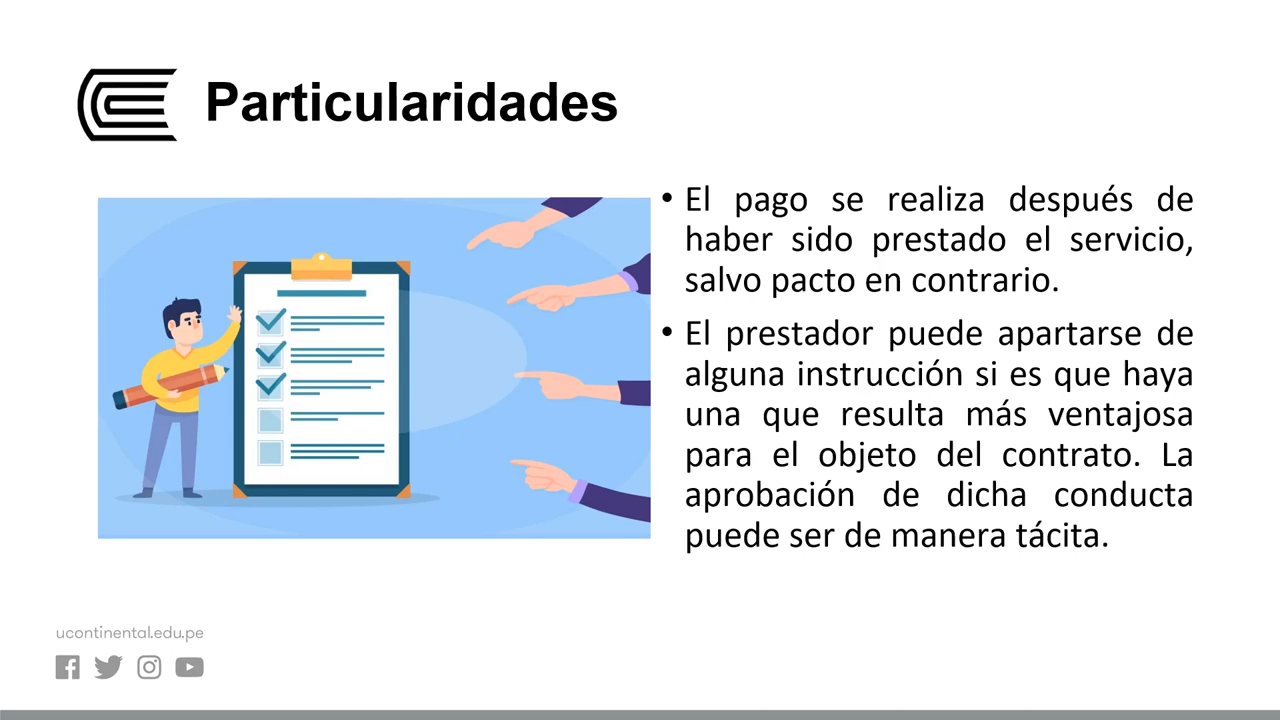 Particularidades
• El pago se realiza después de
haber sido prestado el servicio,
salvo pacto en contrario.
• El prestador puede apartarse de
alguna instrucción si es que haya
una que resulta más ventajosa
para el objeto del contrato. La
aprobación de dicha conducta
puede ser de manera tácita.
ucontinental.edu.pe